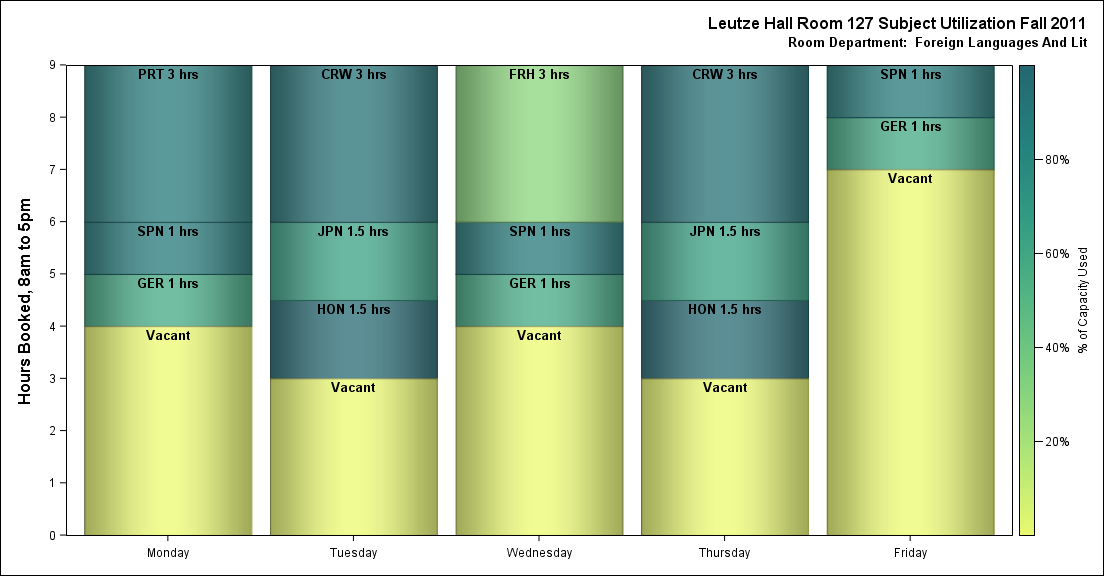 Leutze Hall Room 127 Subject Utilization Fall 2011
Room Department: Foreign Languages And Lit
Hours Booked, 8am to 5pm
9
8
7
6
5
4
3
2
1
0
PRT 3 hrs
SPN 1 hrs
GER 1 hrs
Vacant
CRW 3 hrs
JPN 1.5 hrs
HON 1.5 hrs
Vacant
FRH 3 hrs
SPN 1 hrs
GER 1 hrs
Vacant
CRW 3 hrs
JPN 1.5 hrs
HON 1.5 hrs
Vacant
SPN 1 hrs
GER 1 hrs
Vacant
Monday
Tuesday
Wednesday
Thursday
Friday
80%
60%
40%
20%
% of Capacity Used